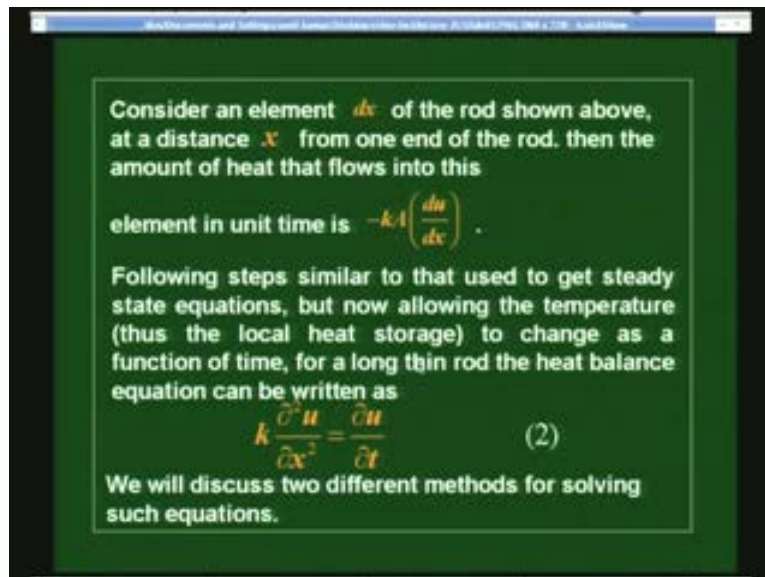 Consider an element dx of the rod shown above,
at a distance x from one end of the rod. then the
amount of heat that flows into this
element in unit time is -kA(du/dx) .
Following steps similar to that used to get steady
state equations, but now allowing the temperature
(thus the local heat storage) to change as a
function of time, for a long thin rod the heat balance
equation can be written as
k ∂²u/∂x² = ∂u/∂t (2)
We will discuss two different methods for solving
such equations.